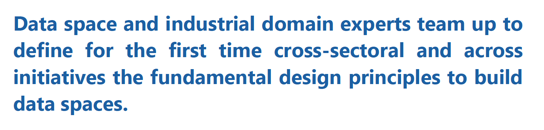 Data space and industrial domain experts team up to
define for the first time cross-sectoral and across
initiatives the fundamental design principles to build
data spaces.